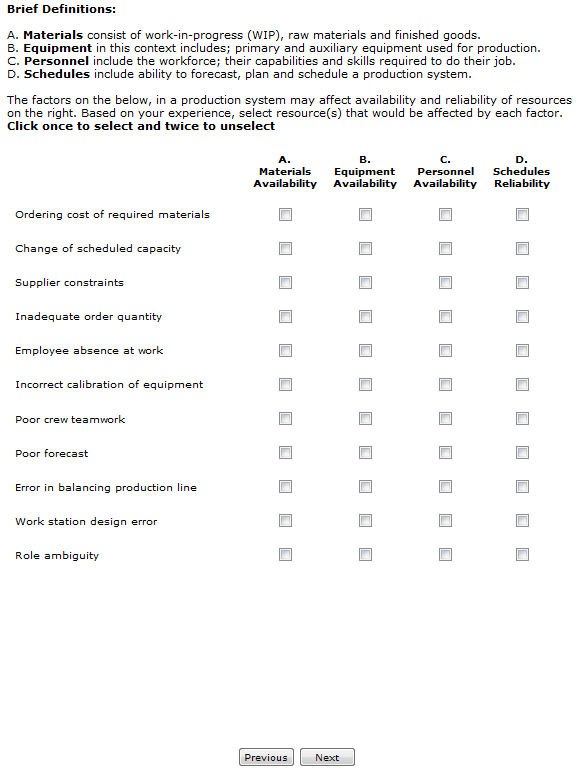 Brief Definitions:
A. Materials consist of work-in-progress (WIP), raw materials and finished goods.
B. Equipment in this context includes; primary and auxiliary equipment used for production.
C. Personnel include the workforce; their capabilities and skills required to do their job.
D. Schedules include ability to forecast, plan and schedule a production system.
The factors on the below, in a production system may affect availability and reliability of resources
on the right. Based on your experience, select resource(s) that would be affected by each factor.
Click once to select and twice to unselect
A. B. C. D.
Materials Equipment Personnel Schedules
Availability Availability Availability Reliability
Ordering cost of required materials
Change of scheduled capacity
Supplier constraints
Inadequate order quantity
Employee absence at work
Incorrect calibration of equipment
Poor crew teamwork
Poor forecast
Error in balancing production line
Work station design error
Role ambiguity
Previous Next